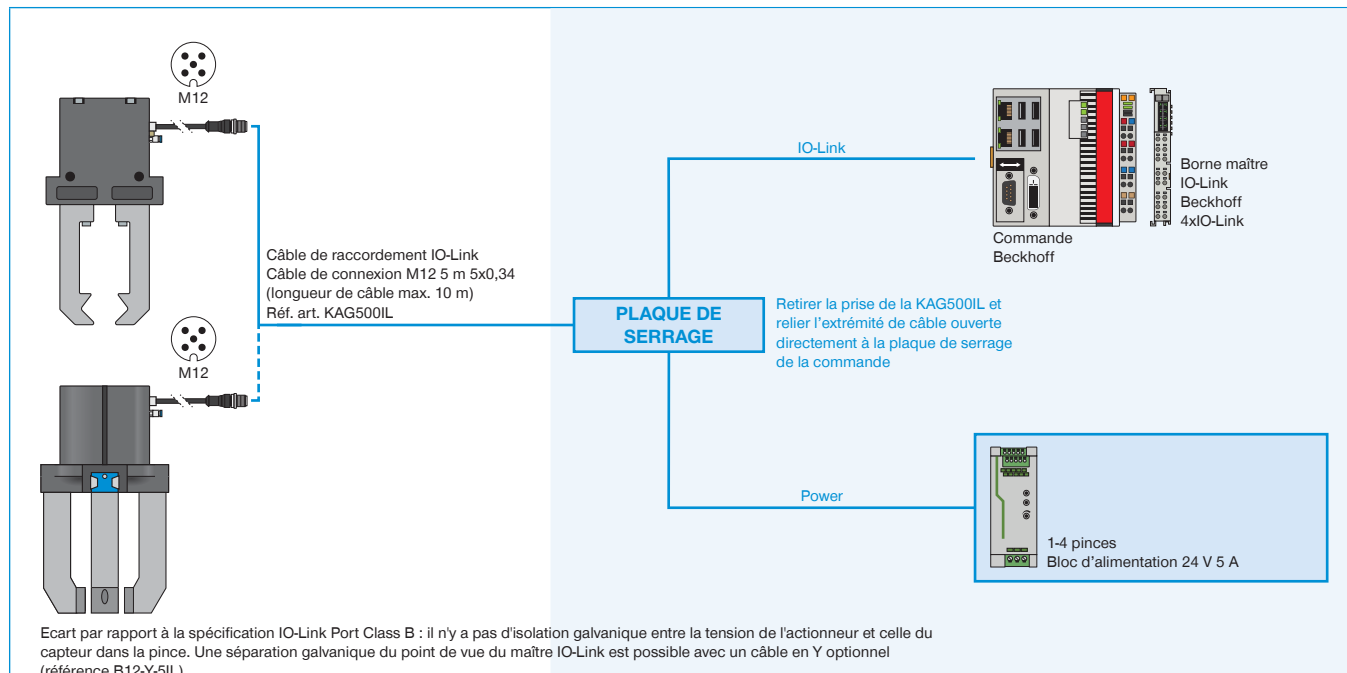 M12
Câble de raccordement IO-Link
Câble de connexion M12 5 m 5x0,34
(longueur de câble max. 10 m)
Réf. art. KAG500IL
M12
PLAQUE DE
SERRAGE
Retirer la prise de la KAG500IL et
relier l’extrémité de câble ouverte
directement à la plaque de serrage
de la commande
IO-Link
Commande
Beckhoff
Borne maître
IO-Link
Beckhoff
4xIO-Link
Power
1-4 pinces
Bloc d’alimentation 24 V 5 A
Ecart par rapport à la spécification IO-Link Port Class B : il n'y a pas d'isolation galvanique entre la tension de l'actionneur et celle du
capteur dans la pince. Une séparation galvanique du point de vue du maître IO-Link est possible avec un câble en Y optionnel
(référence B12-Y-5IL)